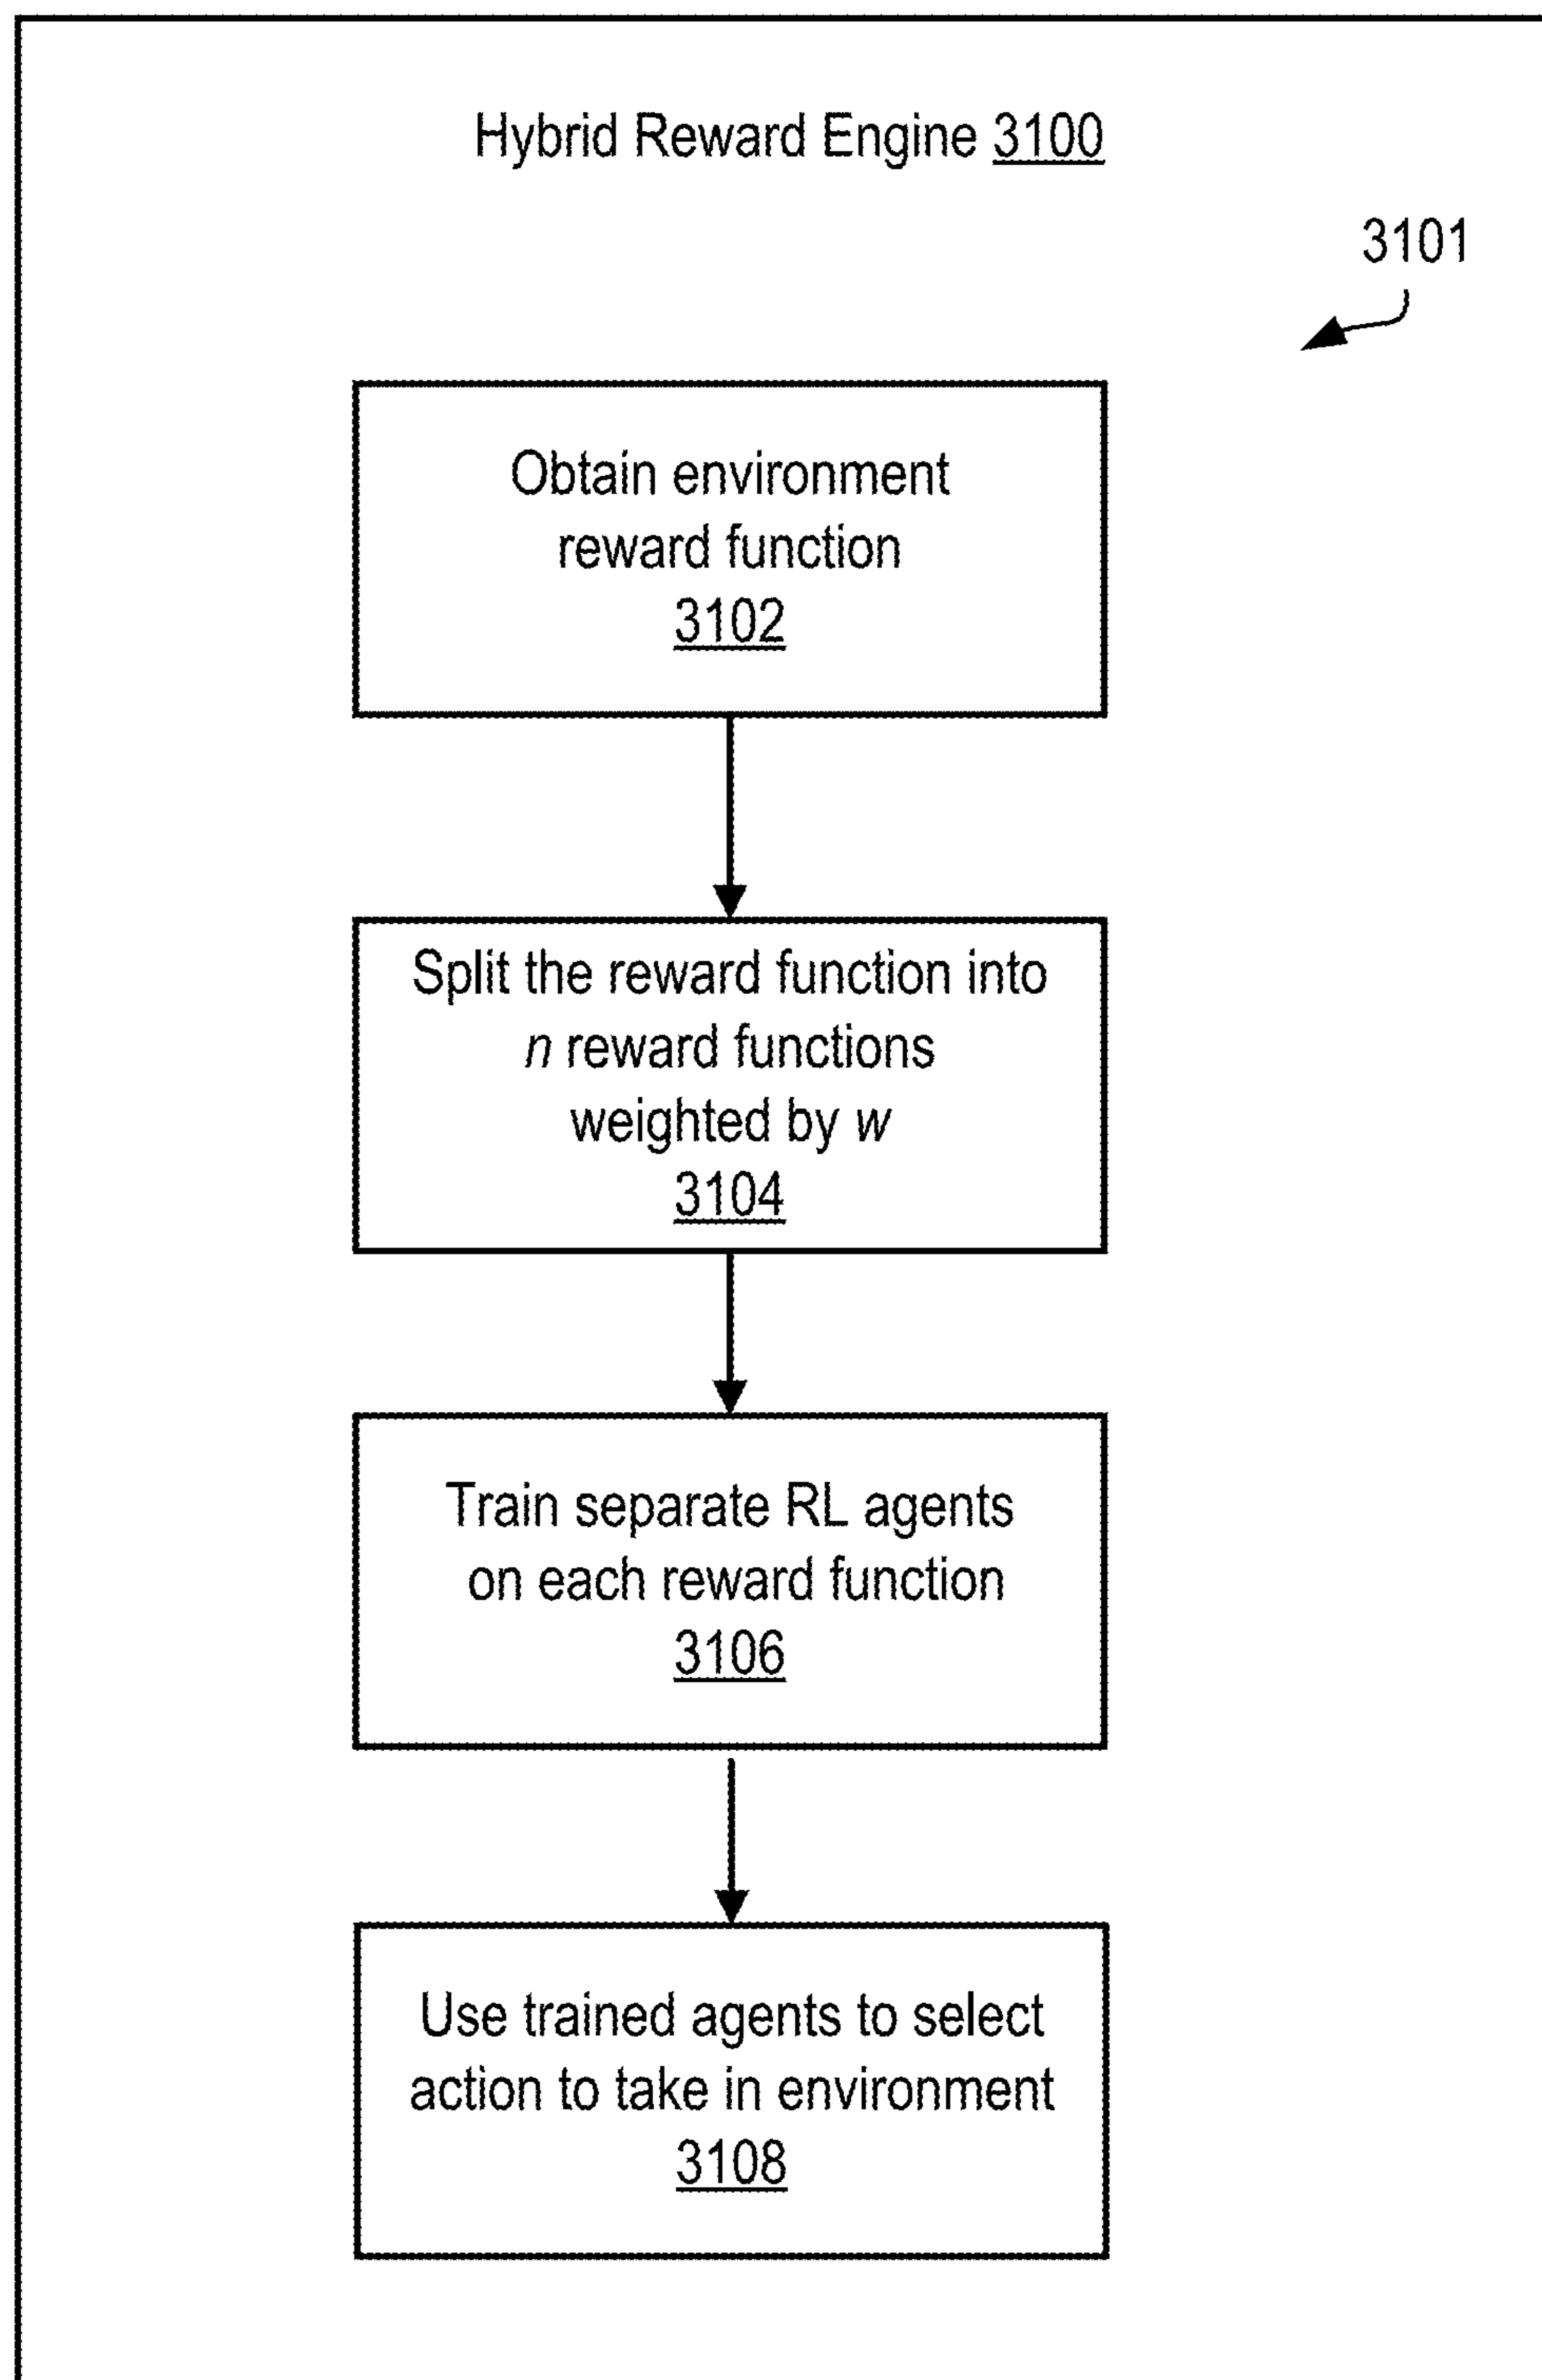 Hybrid Reward Engine 3100
3101
Obtain environment
reward function
3102
Split the reward function into
n reward functions
weighted by w
3104
Train separate RL agents
on each reward function
3106
Use trained agents to select
action to take in environment
3108